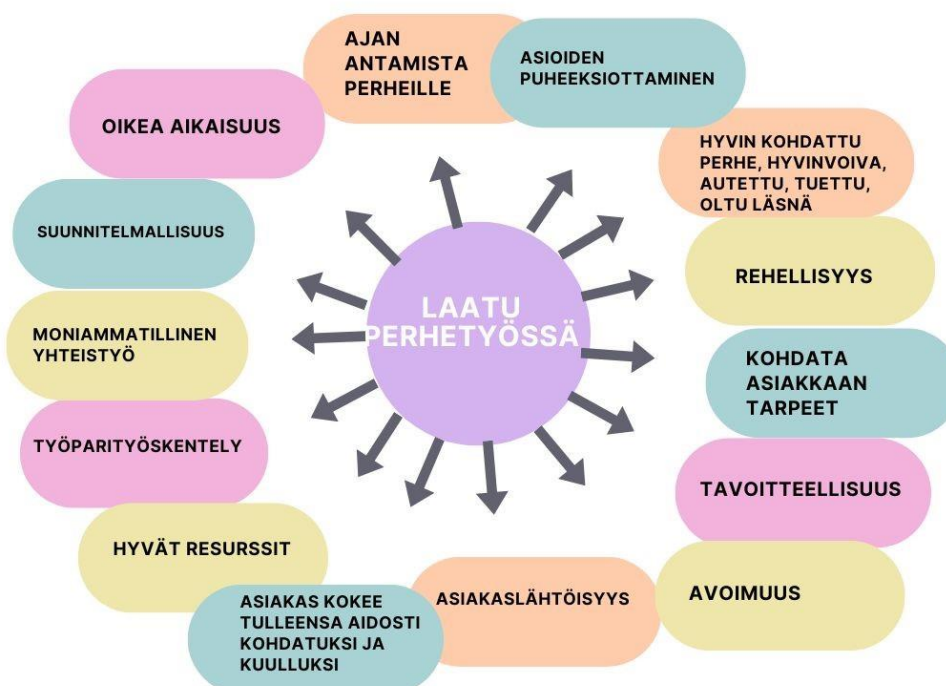 LAATU
PERHETYÖSSÄ
AJAN
ANTAMISTA
PERHEILLE
ASIOIDEN
PUHEEKSIOTTAMINEN
HYVIN KOHDATTU
PERHE, HYVINVOIVA,
AUTETTU, TUETTU,
OLTU LÄSNÄ
REHELLISYYS
KOHDATA
ASIAKKAAN
TARPEET
TAVOITTEELLISUUS
AVOIMUUS
ASIAKASLÄHTÖISYYS
ASIAKAS KOKEE
TULLEENSA AIDOSTI
KOHDATUKSI JA
KUULLUKSI
HYVÄT RESURSSIT
TYÖPARITYÖSKENTELY
MONIAMMATILLINEN
YHTEISTYÖ
SUUNNITELMALLISUUS
OIKEA AIKAISUUS